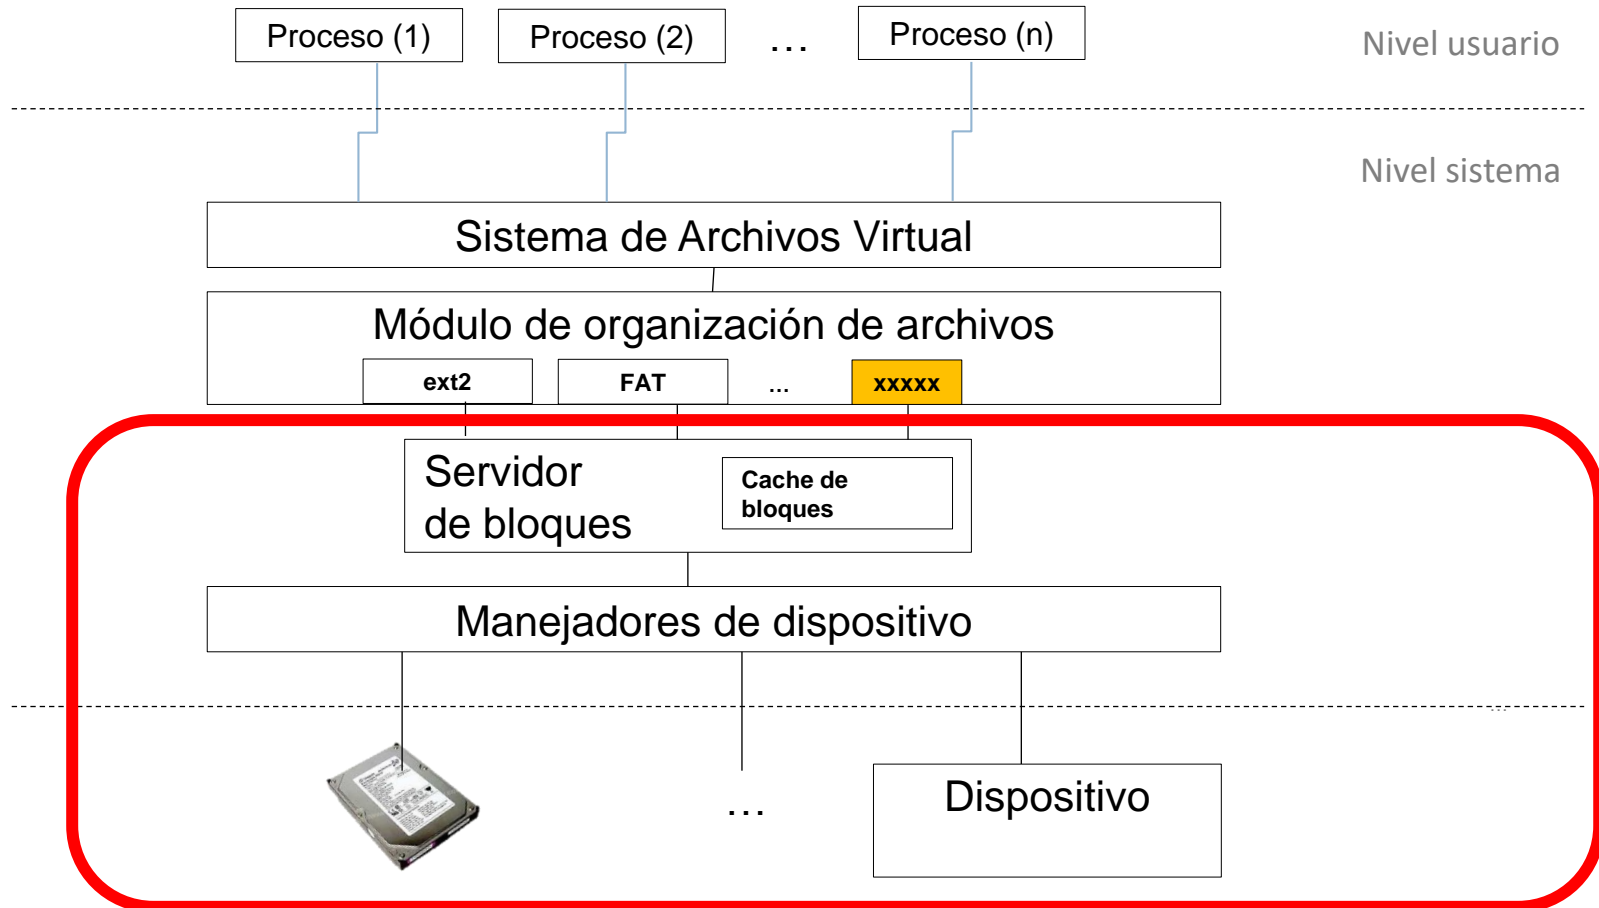 Proceso (1)
Proceso (2)
...
Proceso (n)
Nivel usuario
Nivel sistema
Sistema de Archivos Virtual
Módulo de organización de archivos
ext2
FAT
...
xxxxx
Servidor
de bloques
Cache de
bloques
Manejadores de dispositivo
...
...
Dispositivo